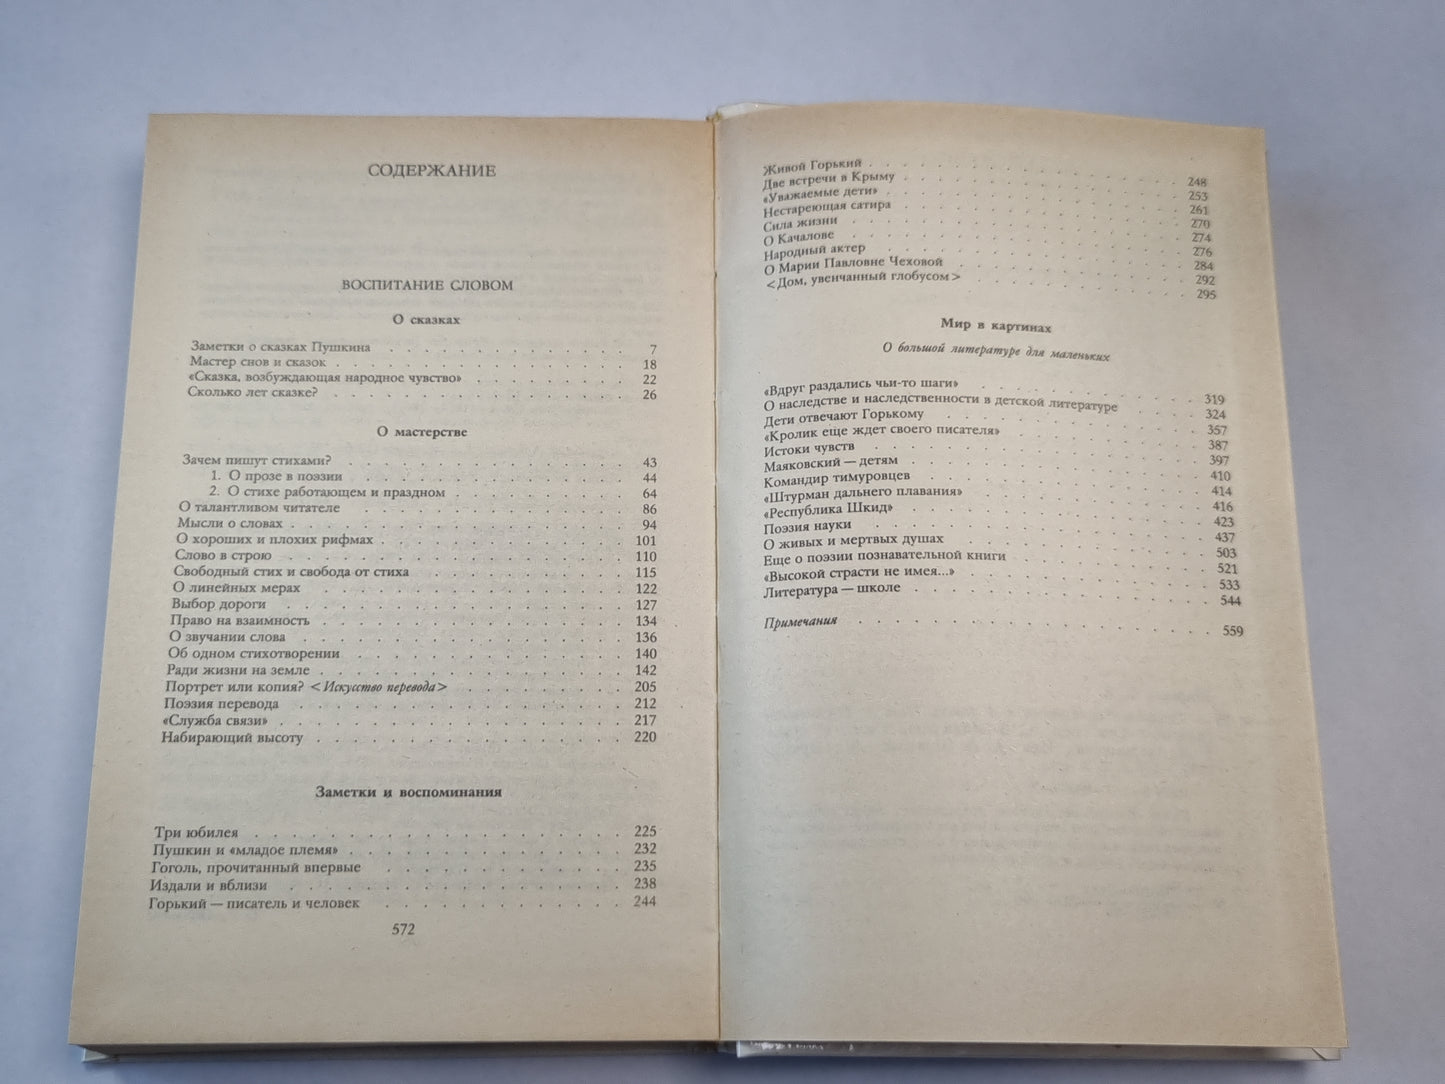 СОДЕРЖАНИЕ
ВОСПИТАНИЕ СЛОВОМ
О сказках
Заметки о сказках Пушкина . . . . . . . . . . 7
Мастер снов и сказок . . . . . . . . . . 18
«Сказка, возбуждающая народное чувство» . . . . . . . 22
Сколько лет сказке? . . . . . . . . . . 26
О мастерстве
Зачем пишут стихами? . . . . . . . . . . 43
1. О прозе в поэзии . . . . . . . . . . 44
2. О стихе работающем и праздном . . . . . . . 64
О талантливом читателе . . . . . . . . . . 86
Мысли о словах . . . . . . . . . . 94
О хороших и плохих рифмах . . . . . . . . . . 101
Слово в строю . . . . . . . . . . 110
Свободный стих и свобода от стиха . . . . . . . . 115
О линейных мерах . . . . . . . . . . 122
Выбор дороги . . . . . . . . . . 127
Право на взаимность . . . . . . . . . . 134
О звучании слова . . . . . . . . . . 136
Об одном стихотворении . . . . . . . . . . 140
Ради жизни на земле . . . . . . . . . . 142
Портрет или копия? <Искусство перевода> . . . . . . . 205
Поэзия перевода . . . . . . . . . . 212
«Служба связи» . . . . . . . . . . 217
Набирающий высоту . . . . . . . . . . 220
Заметки и воспоминания
Три юбилея . . . . . . . . . . 225
Пушкин и «младое племя» . . . . . . . . . . 232
Гоголь, прочитанный впервые . . . . . . . . . . 235
Издали и вблизи . . . . . . . . . . 238
Горький — писатель и человек . . . . . . . . . . 244
572
Живой Горький . . . . . . . . . . 248
Две встречи в Крыму . . . . . . . . . . 253
«Уважаемые дети» . . . . . . . . . . 261
Нестареющая сатира . . . . . . . . . . 270
Сила жизни . . . . . . . . . . 274
О Качалове . . . . . . . . . . 276
Народный актер . . . . . . . . . . 284
О Марии Павловне Чеховой . . . . . . . . . . 292
<Дом, увенчанный глобусом> . . . . . . . . . . 295
Мир в картинах
О большой литературе для маленьких
«Вдруг раздались чьи-то шаги» . . . . . . . . . . 319
О наследстве и наследственности в детской литературе . . . . 324
Дети отвечают Горькому . . . . . . . . . . 357
«Кролик еще ждет своего писателя» . . . . . . . . 387
Истоки чувств . . . . . . . . . . 397
Маяковский — детям . . . . . . . . . . 410
Командир тимуровцев . . . . . . . . . . 414
«Штурман дальнего плавания» . . . . . . . . . . 416
«Республика Шкид» . . . . . . . . . . 423
Поэзия науки . . . . . . . . . . 437
О живых и мертвых душах . . . . . . . . . . 503
Еще о поэзии познавательной книги . . . . . . . . 521
«Высокой страсти не имея...» . . . . . . . . . . 533
Литература — школе . . . . . . . . . . 544
Примечания . . . . . . . . . . 559